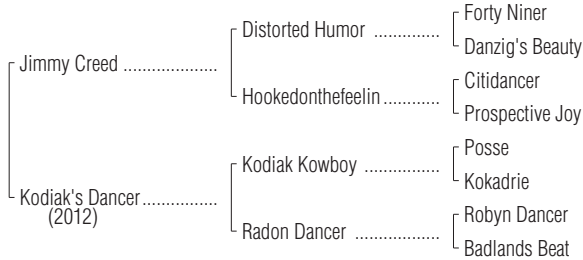 Jimmy Creed ...................
Distorted Humor ................
Forty Niner
Danzig's Beauty
Hookedonthefeelin ............
Citidancer
Prospective Joy
Kodiak's Dancer ................
(2012)
Kodiak Kowboy ................
Posse
Kokadrie
Radon Dancer ..................
Robyn Dancer
Badlands Beat